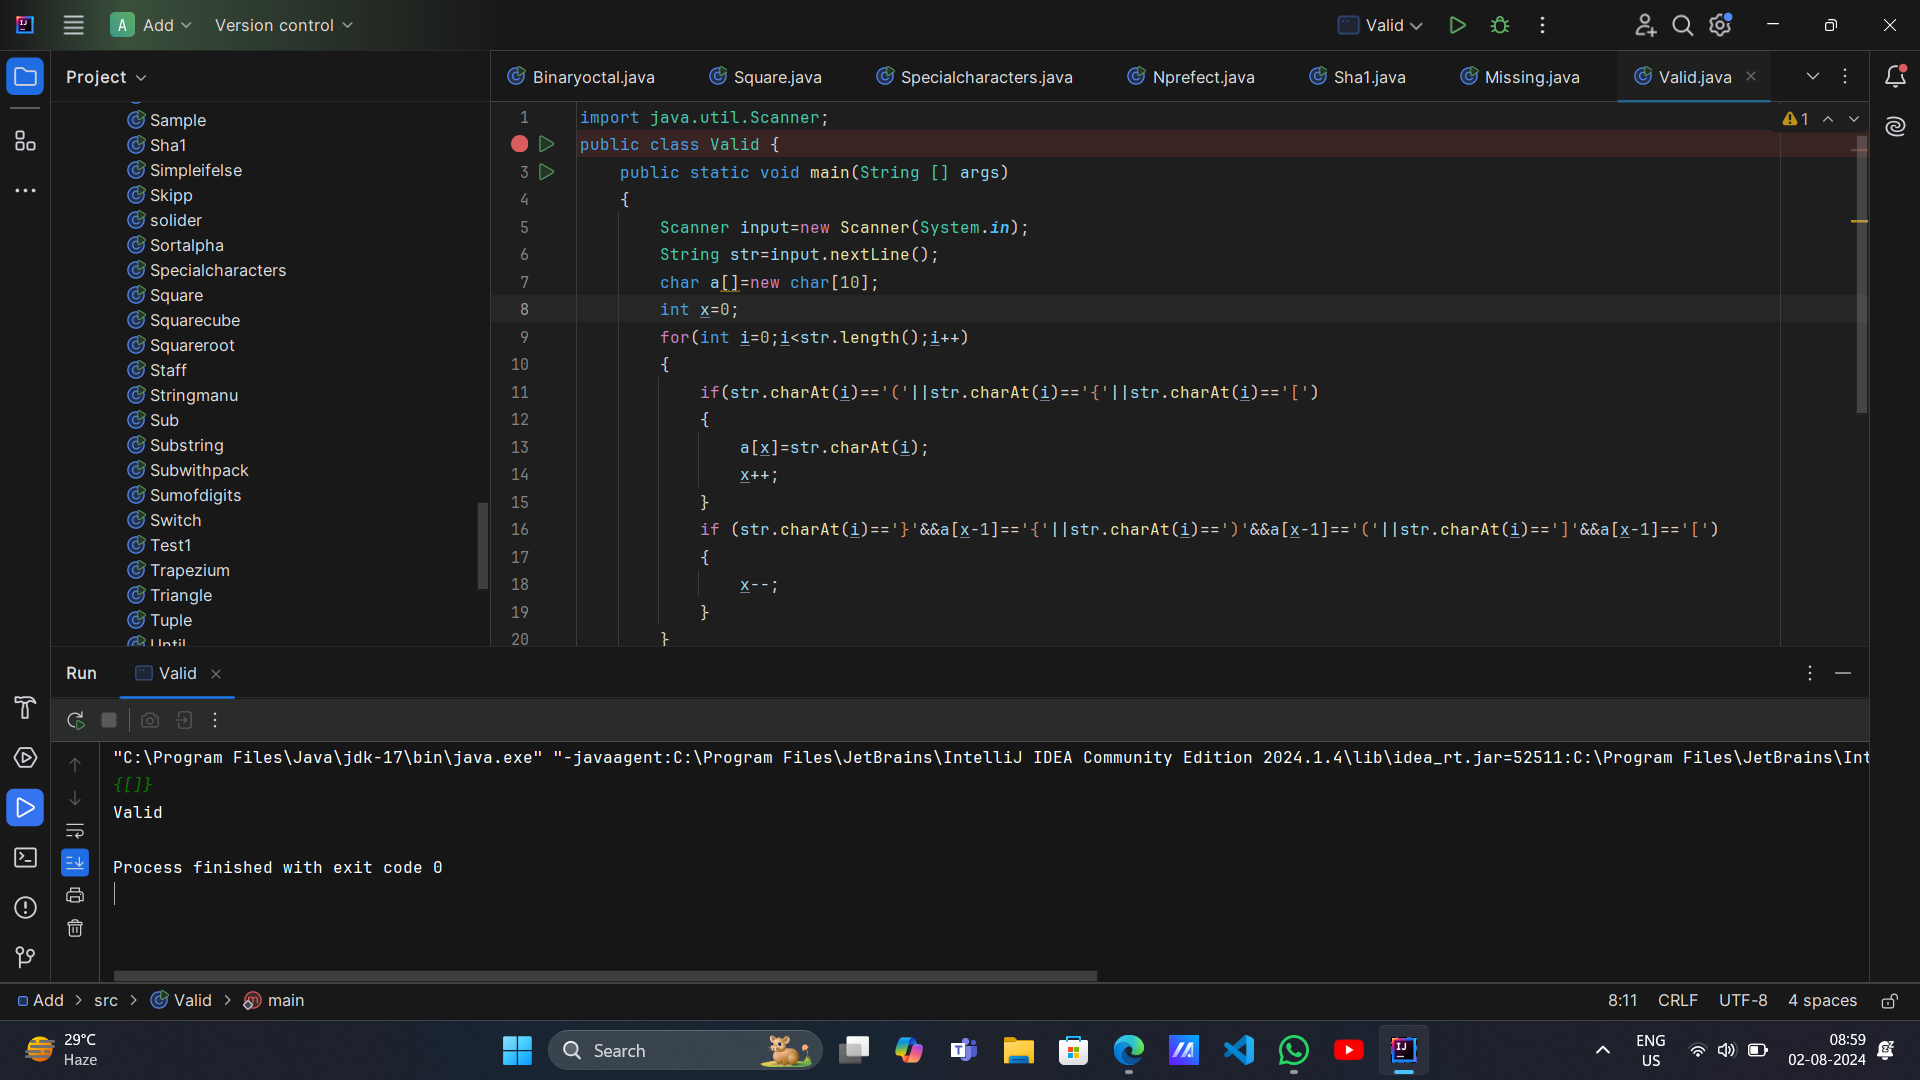 A Add Version control Valid
Project
Binaryoctal.java Square.java Specialcharacters.java Nprefect.java Sha1.java Missing.java Valid.java
Sample
Sha1
Simpleifelse
Skipp
solider
Sortalpha
Specialcharacters
Square
Squarecube
Squareroot
Staff
Stringmanu
Sub
Substring
Subwithpack
Sumofdigits
Switch
Test1
Trapezium
Triangle
Tuple
Until
1 import java.util.Scanner; 1
public class Valid {
3 public static void main(String [] args)
4 {
5 Scanner input=new Scanner(System.in);
6 String str=input.nextLine();
7 char a[]=new char[10];
8 int x=0;
9 for(int i=0;i<str.length();i++)
10 {
11 if(str.charAt(i)=='('||str.charAt(i)=='{'||str.charAt(i)=='[')
12 {
13 a[x]=str.charAt(i);
14 x++;
15 }
16 if (str.charAt(i)=='}'&&a[x-1]=='{'||str.charAt(i)==')'&&a[x-1]=='('||str.charAt(i)==']'&&a[x-1]=='[')
17 {
18 x--;
19 }
20 }
Run Valid
"C:\Program Files\Java\jdk-17\bin\java.exe" "-javaagent:C:\Program Files\JetBrains\IntelliJ IDEA Community Edition 2024.1.4\lib\idea_rt.jar=52511:C:\Program Files\JetBrains\Int
{[]}
Valid
Process finished with exit code 0
Add > src > Valid > main 8:11 CRLF UTF-8 4 spaces
29°C
Haze
Search
ENG
US
08:59
02-08-2024